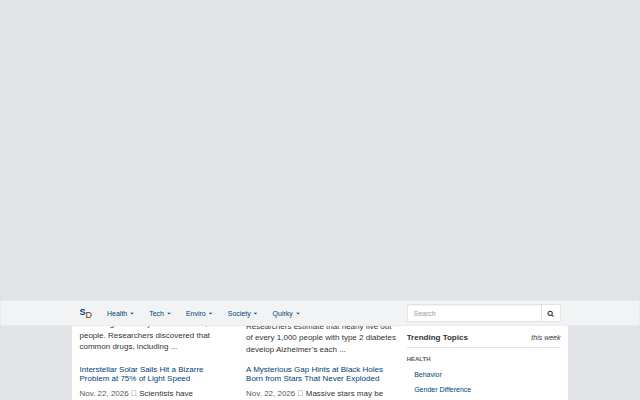 SD Health Tech Enviro Society Quirky Search
people. Researchers discovered that
common drugs, including ...
Interstellar Solar Sails Hit a Bizarre
Problem at 75% of Light Speed
Nov. 22, 2026 Scientists have
Researchers estimate that nearly five out
of every 1,000 people with type 2 diabetes
develop Alzheimer's each ...
A Mysterious Gap Hints at Black Holes
Born from Stars That Never Exploded
Nov. 22, 2026 Massive stars may be
Trending Topics this week
HEALTH
Behavior
Gender Difference